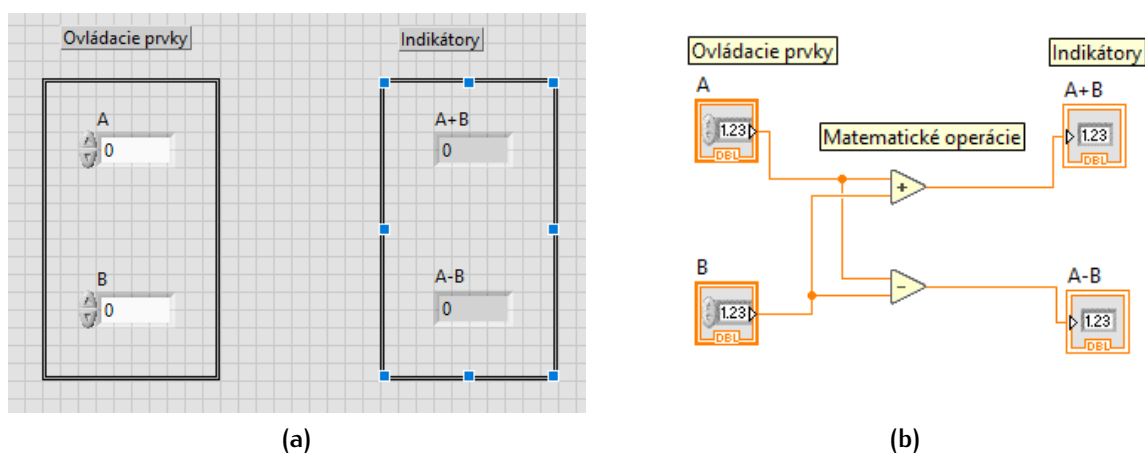 Ovládacie prvky
Indikátory
A
0
A+B
0
B
0
A-B
0
(a)
Ovládacie prvky
Indikátory
A
A+B
1.23
DBL
Matematické operácie
1.23
DBL
+
B
A-B
1.23
DBL
-
1.23
DBL
(b)